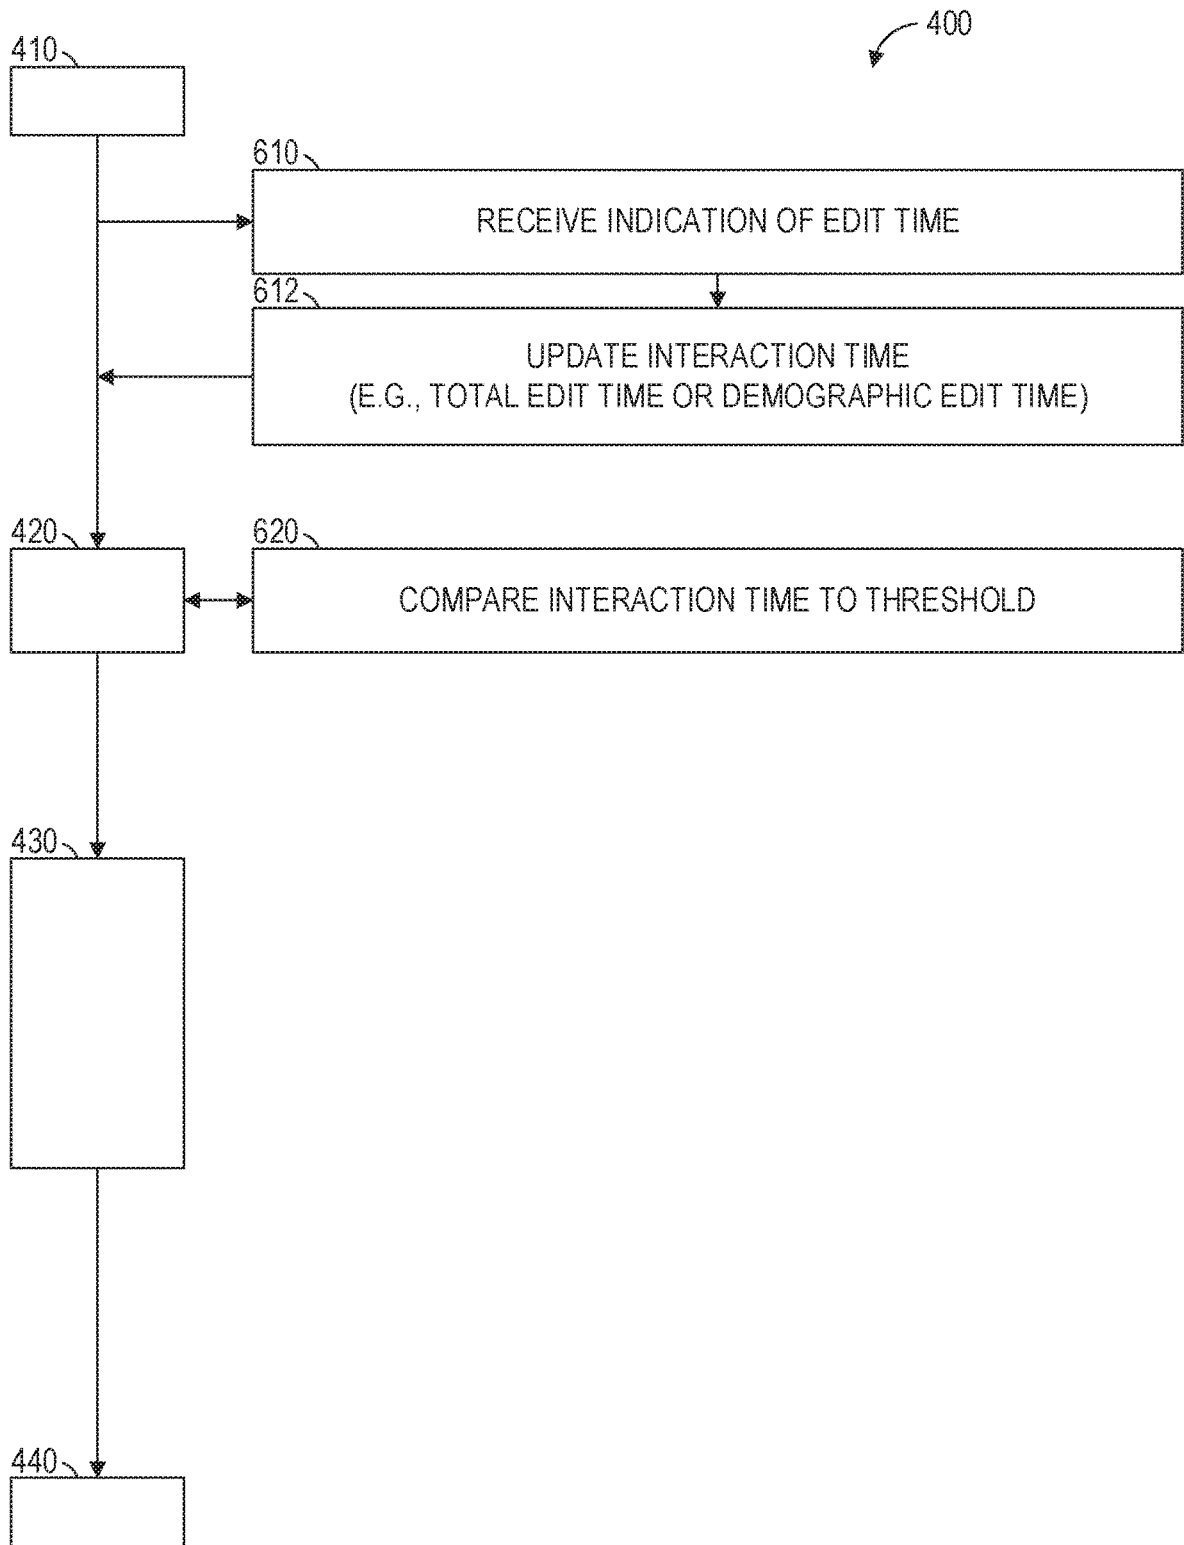 400
410
610
RECEIVE INDICATION OF EDIT TIME
612
UPDATE INTERACTION TIME
(E.G., TOTAL EDIT TIME OR DEMOGRAPHIC EDIT TIME)
420
620
COMPARE INTERACTION TIME TO THRESHOLD
430
440